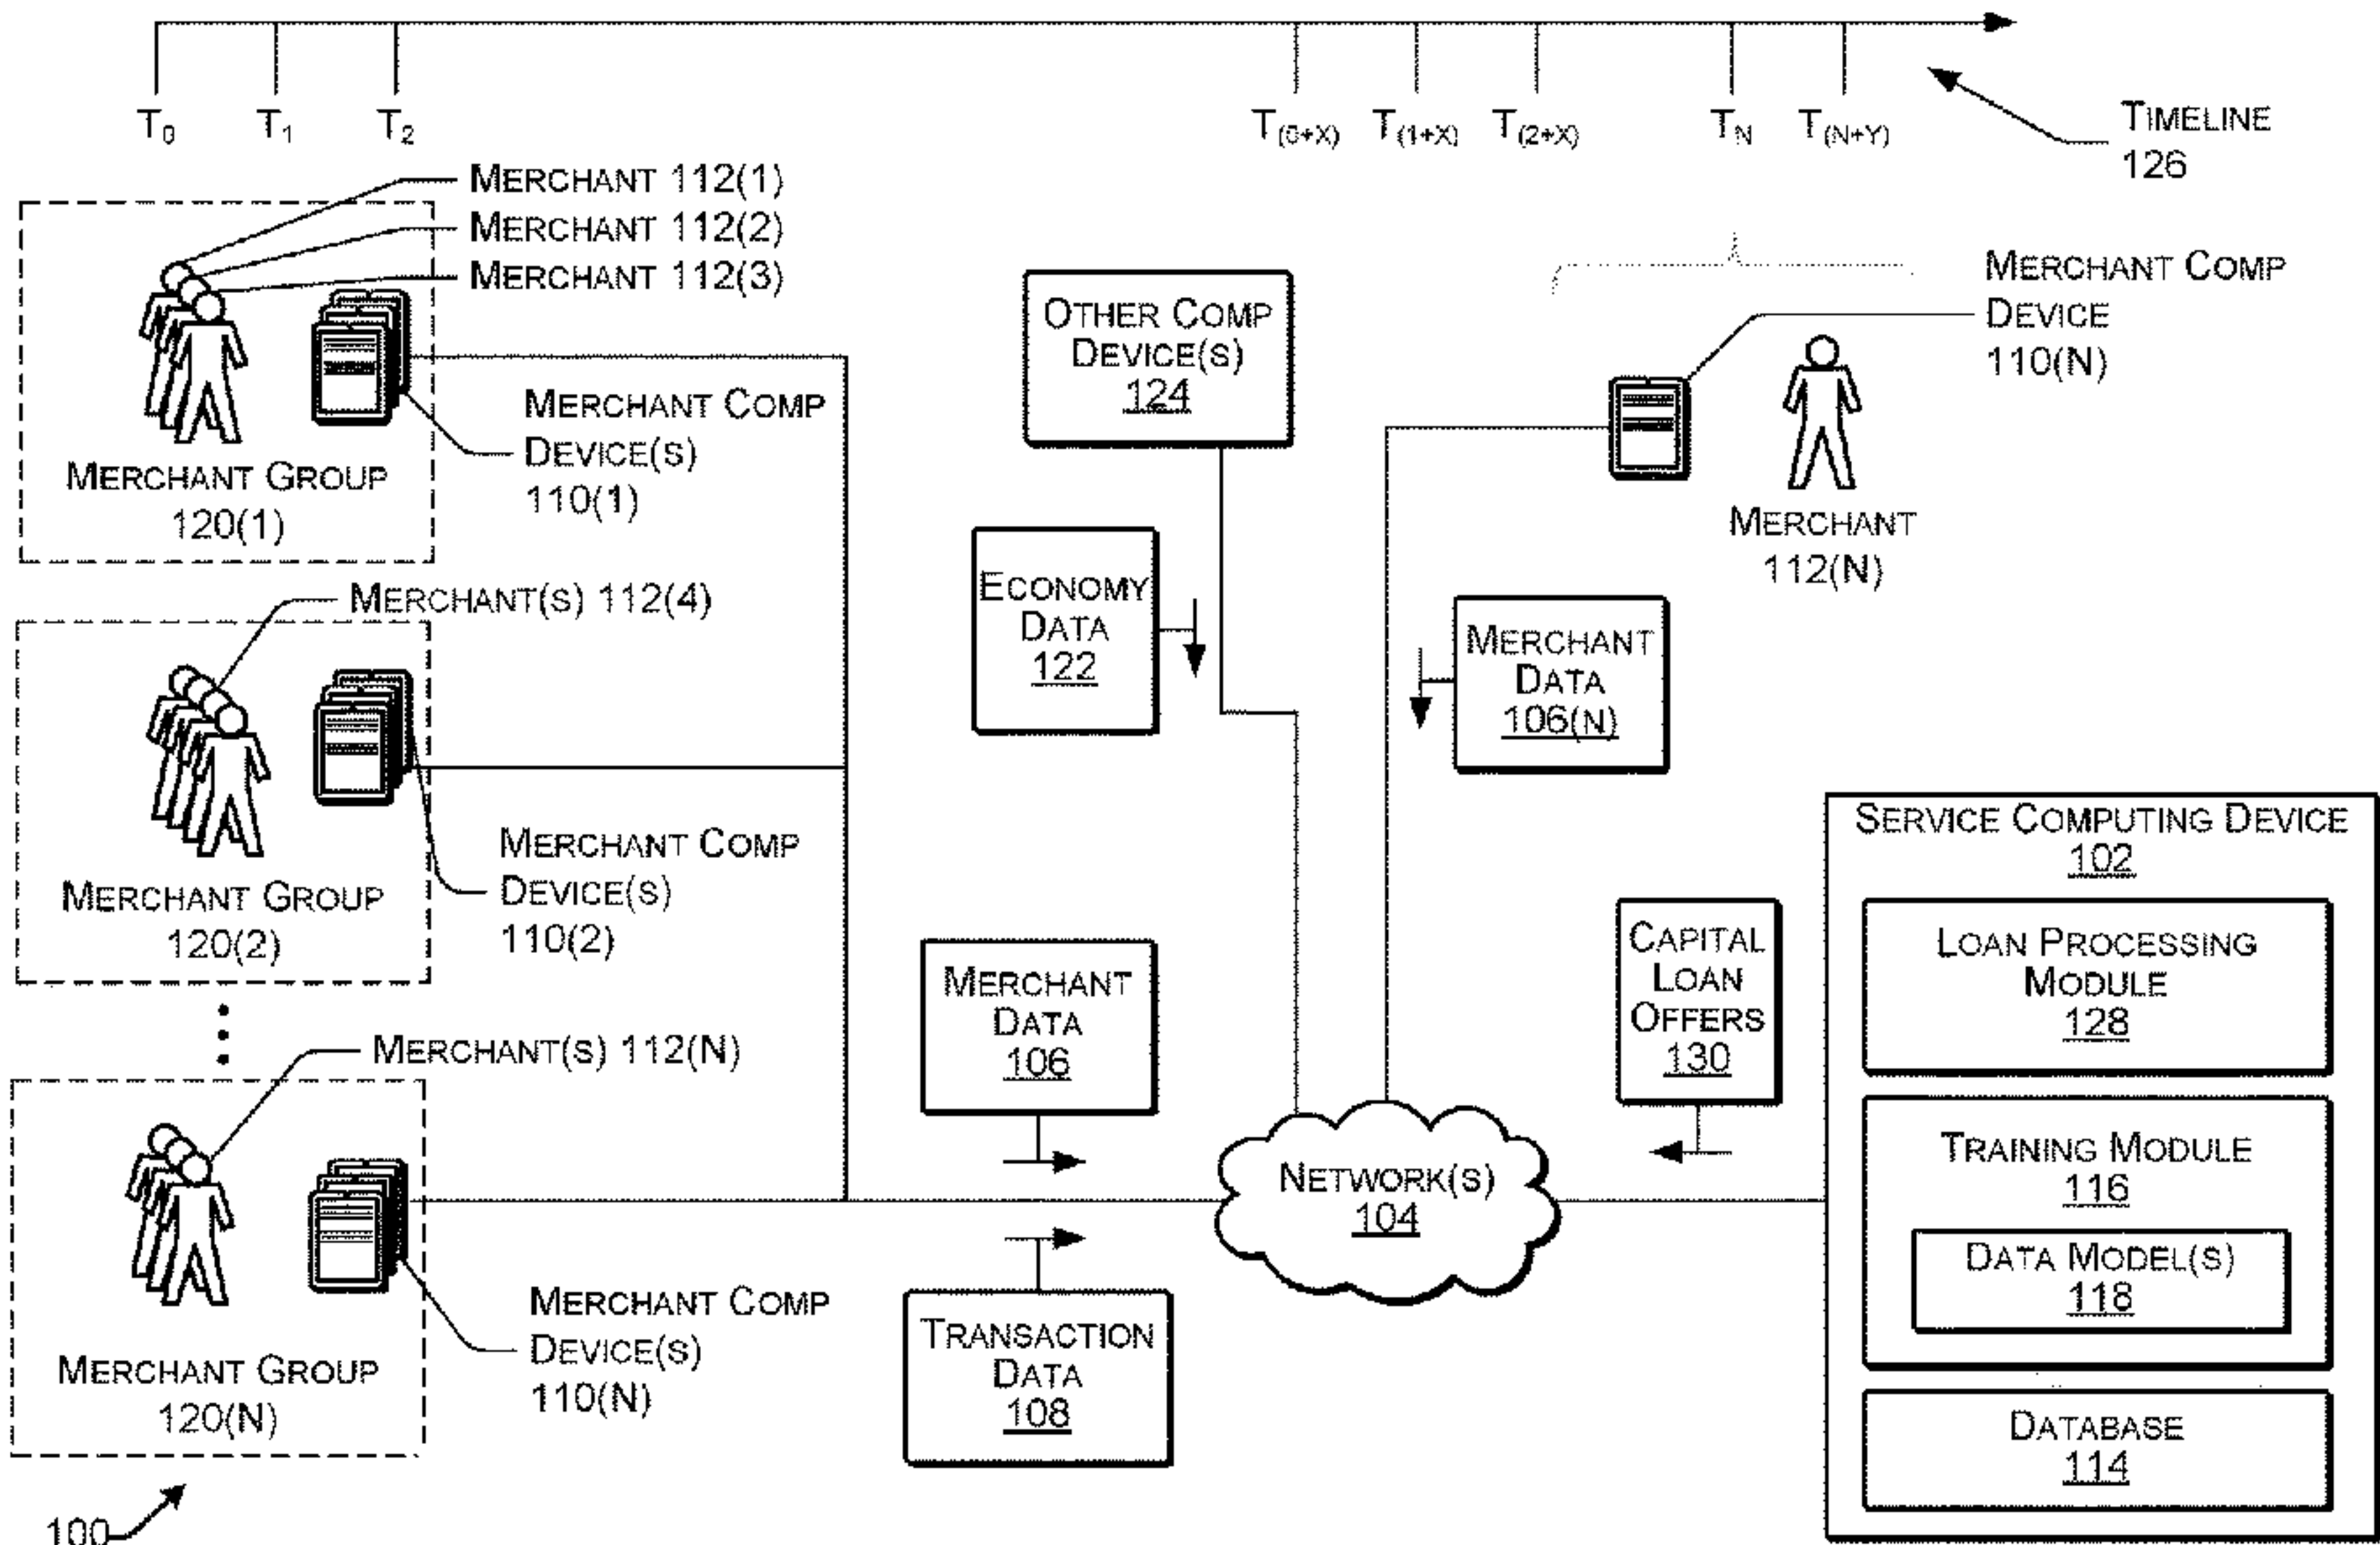 T0 T1 T2 T(0+X) T(1+X) T(2+X) TN T(N+Y)
TIMELINE
126
MERCHANT 112(1)
MERCHANT 112(2)
MERCHANT 112(3)
MERCHANT COMP
DEVICE(S)
110(1)
MERCHANT GROUP
120(1)
MERCHANT(S) 112(4)
MERCHANT COMP
DEVICE(S)
110(2)
MERCHANT GROUP
120(2)
MERCHANT(S) 112(N)
MERCHANT COMP
DEVICE(S)
110(N)
MERCHANT GROUP
120(N)
100
OTHER COMP
DEVICE(S)
124
ECONOMY
DATA
122
MERCHANT COMP
DEVICE
110(N)
MERCHANT
112(N)
MERCHANT
DATA
106(N)
MERCHANT
DATA
106
TRANSACTION
DATA
108
NETWORK(S)
104
CAPITAL
LOAN
OFFERS
130
SERVICE COMPUTING DEVICE
102
LOAN PROCESSING
MODULE
128
TRAINING MODULE
116
DATA MODEL(S)
118
DATABASE
114